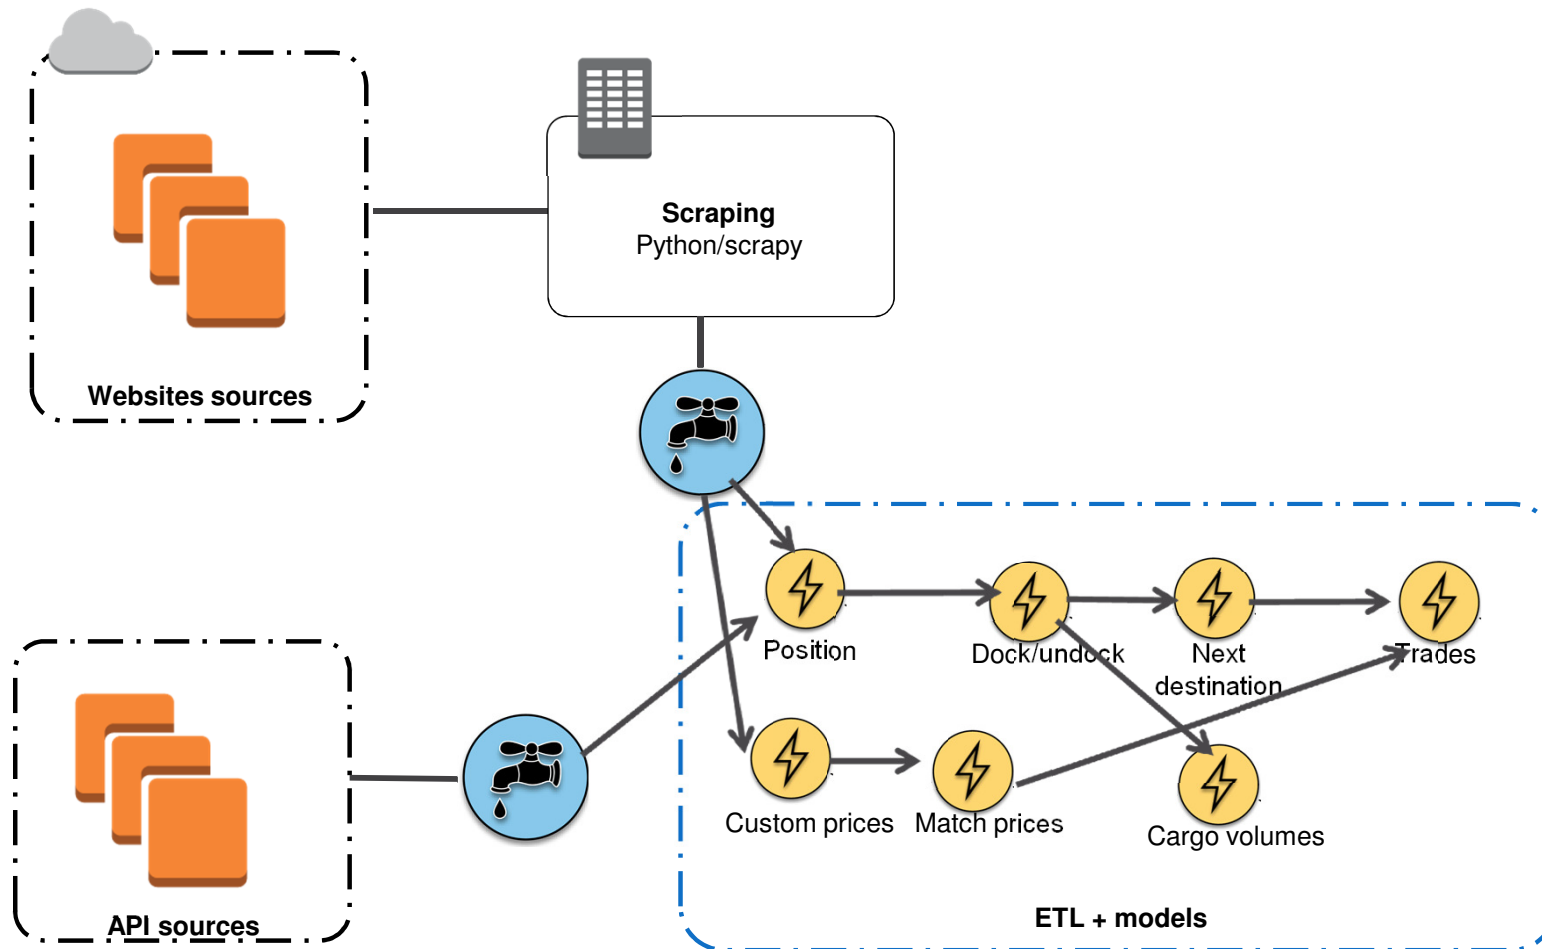 Scraping
Python/scrapy
Websites sources
Position
Dock/undock
Next
destination
Trades
Custom prices
Match prices
Cargo volumes
API sources
ETL + models